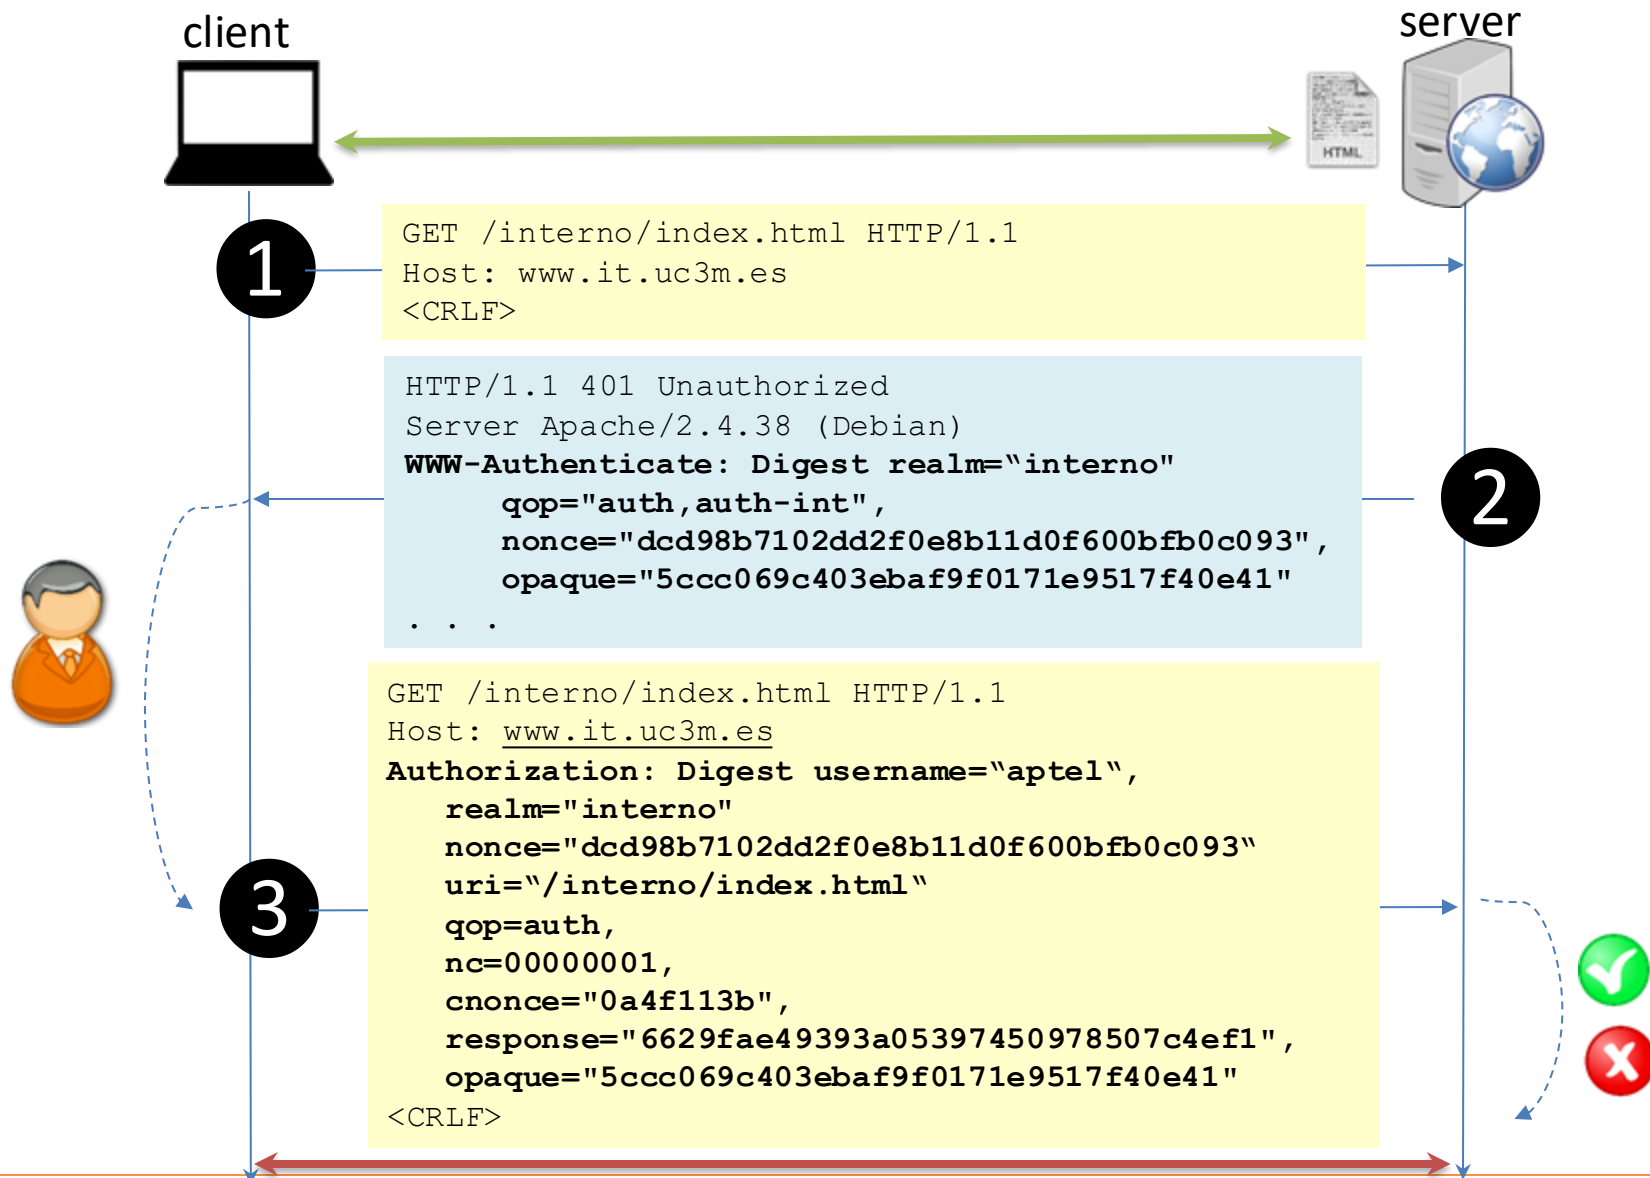 client
server
HTML
1
GET /interno/index.html HTTP/1.1
Host: www.it.uc3m.es
<CRLF>
HTTP/1.1 401 Unauthorized
Server Apache/2.4.38 (Debian)
WWW-Authenticate: Digest realm=“interno"
qop="auth,auth-int",
nonce="dcd98b7102dd2f0e8b11d0f600bfb0c093",
opaque="5ccc069c403ebaf9f0171e9517f40e41"
. . .
2
GET /interno/index.html HTTP/1.1
Host: www.it.uc3m.es
Authorization: Digest username=“aptel“,
realm="interno"
nonce="dcd98b7102dd2f0e8b11d0f600bfb0c093“
uri=“/interno/index.html“
qop=auth,
nc=00000001,
cnonce="0a4f113b",
response="6629fae49393a05397450978507c4ef1",
opaque="5ccc069c403ebaf9f0171e9517f40e41"
<CRLF>
3